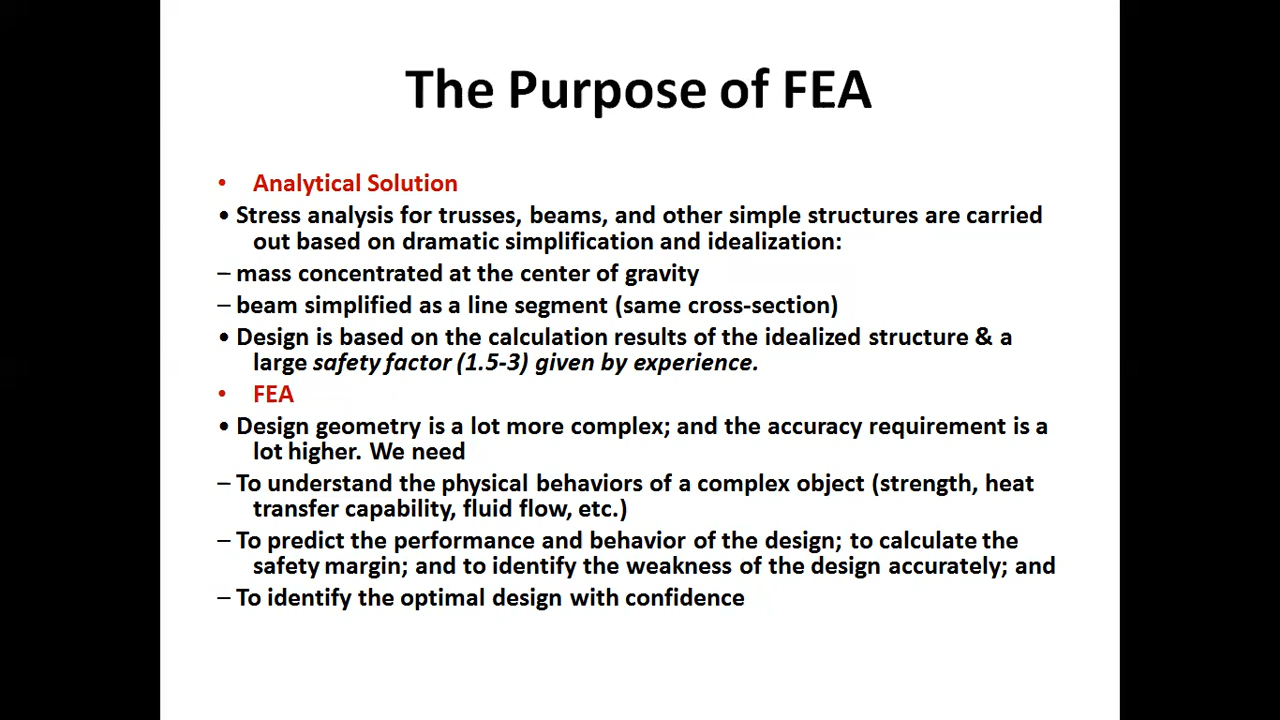 The Purpose of FEA
• Analytical Solution
• Stress analysis for trusses, beams, and other simple structures are carried
out based on dramatic simplification and idealization:
– mass concentrated at the center of gravity
– beam simplified as a line segment (same cross-section)
• Design is based on the calculation results of the idealized structure & a
large safety factor (1.5-3) given by experience.
• FEA
• Design geometry is a lot more complex; and the accuracy requirement is a
lot higher. We need
– To understand the physical behaviors of a complex object (strength, heat
transfer capability, fluid flow, etc.)
– To predict the performance and behavior of the design; to calculate the
safety margin; and to identify the weakness of the design accurately; and
– To identify the optimal design with confidence